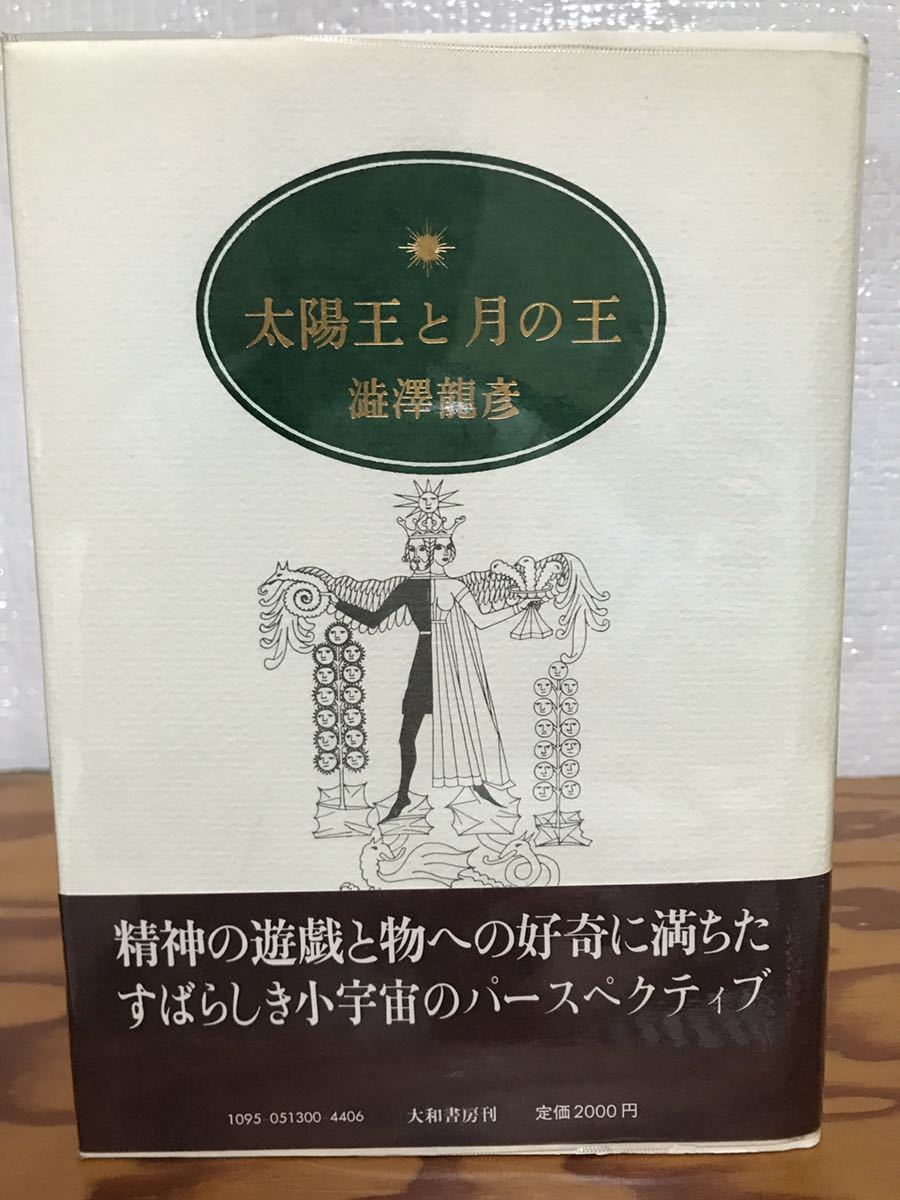 太陽王と月の王
澁澤龍彥
精神の遊戯と物への好奇に満ちた
すばらしき小宇宙のパースペクティブ
1095-051300-4406 大和書房刊 定価2000円